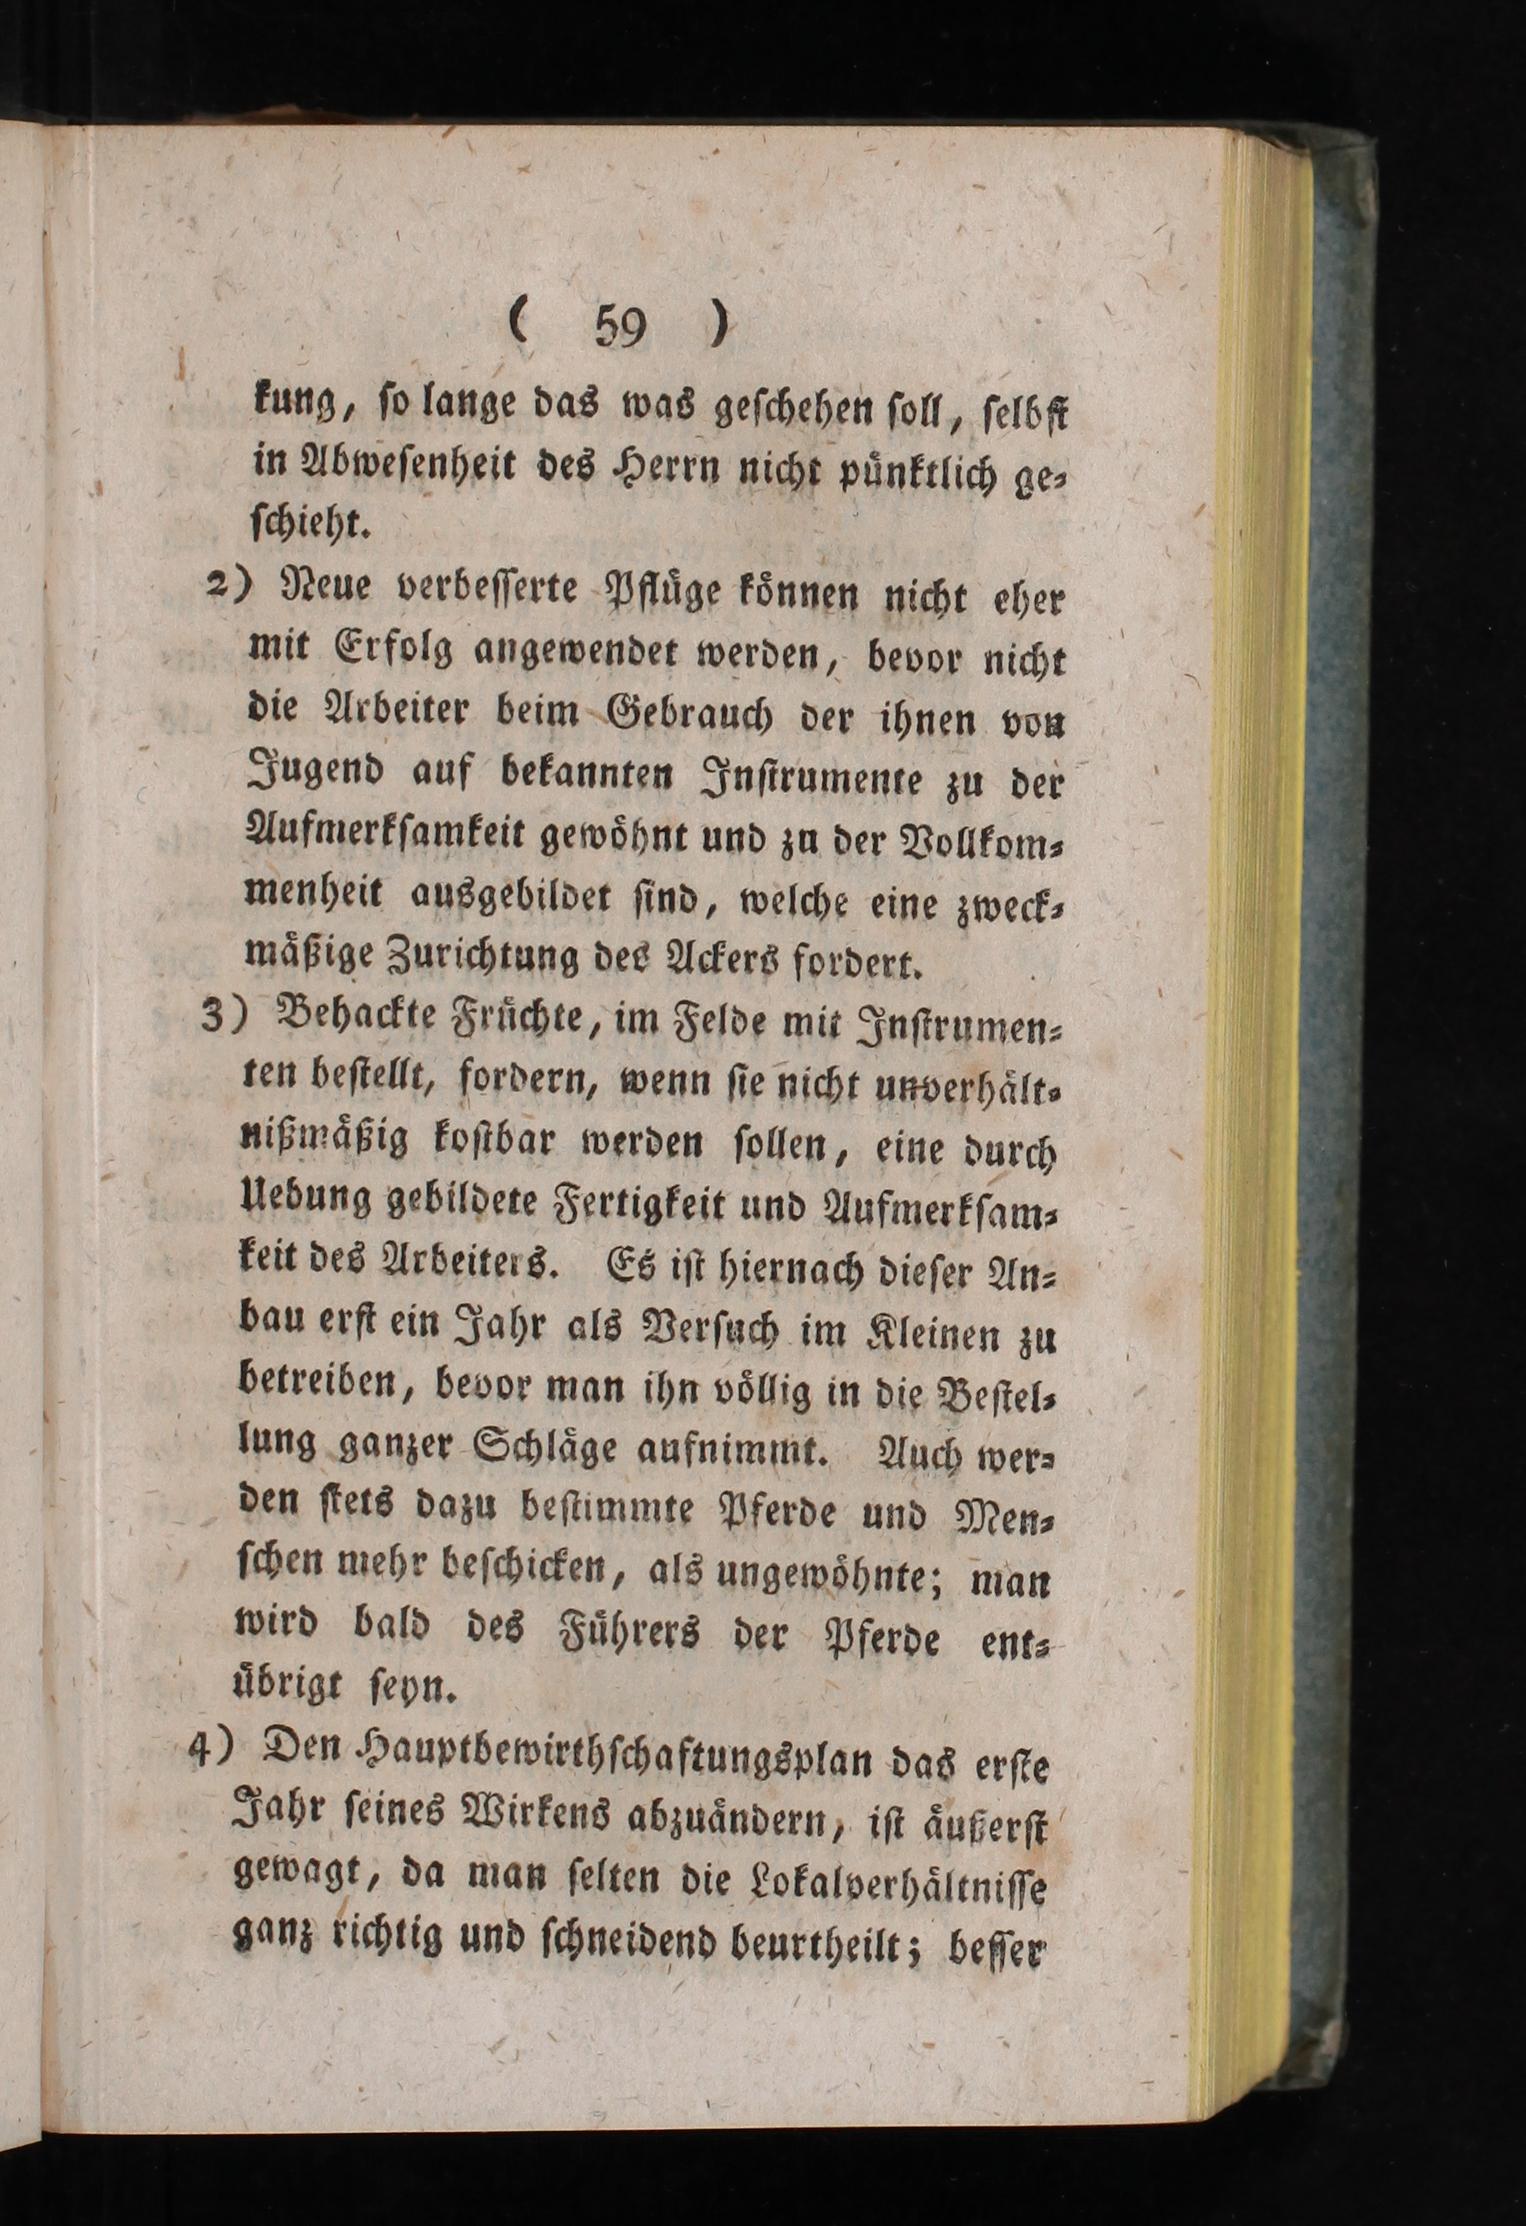 ( 59 )
kung, ſo lange das was geſchehen ſoll, ſelbſt
in Abweſenheit des Herrn nicht pünktlich ge⸗
ſchieht.
2) Neue verbeſſerte Pflüge können nicht eher
mit Erfolg angewendet werden, bevor nicht
die Arbeiter beim Gebrauch der ihnen von
Jugend auf bekannten Inſtrumente zu der
Aufmerkſamkeit gewöhnt und zu der Vollkom⸗
menheit ausgebildet ſind, welche eine zweck⸗
mäßige Zurichtung des Ackers fordert.
3) Behackte Früchte, im Felde mit Inſtrumen⸗
ten beſtellt, fordern, wenn ſie nicht unverhält⸗
nißmäßig koſtbar werden ſollen, eine durch
Uebung gebildete Fertigkeit und Aufmerkſam⸗
keit des Arbeiters. Es iſt hiernach dieſer An⸗
bau erſt ein Jahr als Verſuch im Kleinen zu
betreiben, bevor man ihn völlig in die Beſtel⸗
lung ganzer Schläge aufnimmt. Auch wer⸗
den ſtets dazu beſtimmte Pferde und Men⸗
ſchen mehr beſchicken, als ungewöhnte; man
wird bald des Führers der Pferde ent⸗
übrigt ſeyn.
4) Den Hauptbewirthſchaftungsplan das erſte
Jahr ſeines Wirkens abzuändern, iſt äußerſt
gewagt, da man ſelten die Lokalverhältniſſe
ganz richtig und ſchneidend beurtheilt; beſſer